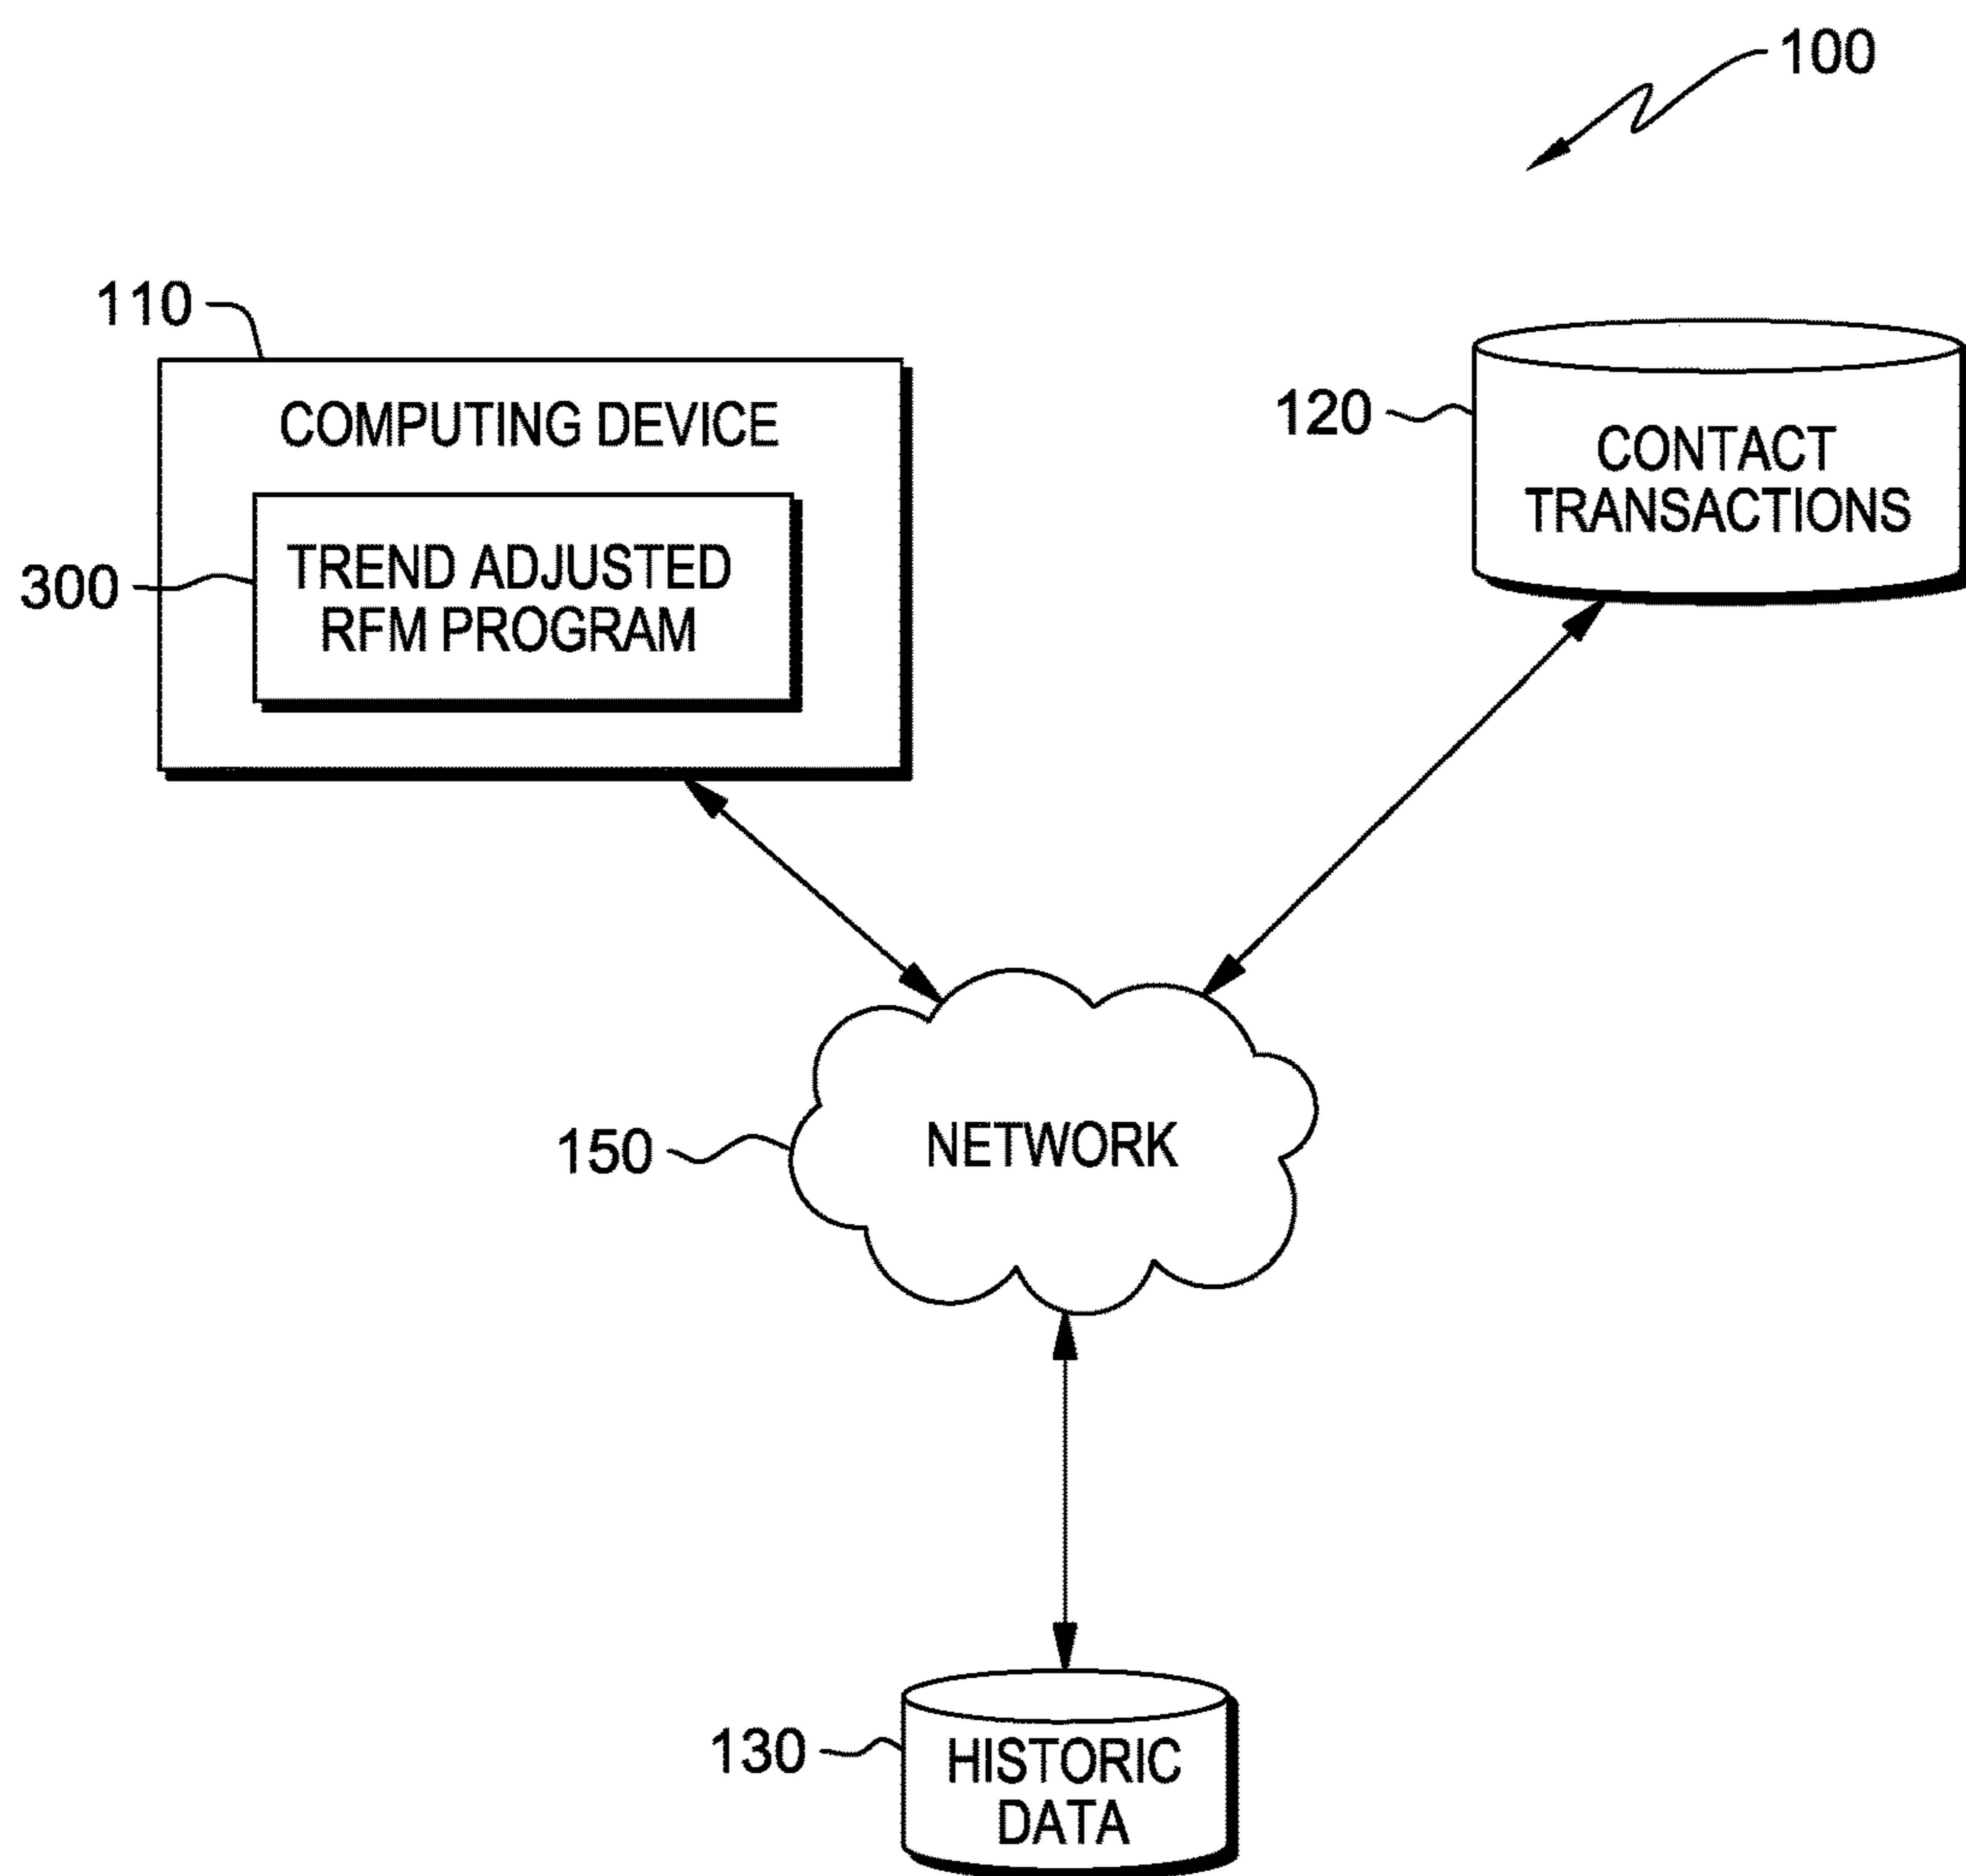 100
110
COMPUTING DEVICE
120
CONTACT
TRANSACTIONS
300
TREND ADJUSTED
RFM PROGRAM
150
NETWORK
130
HISTORIC
DATA